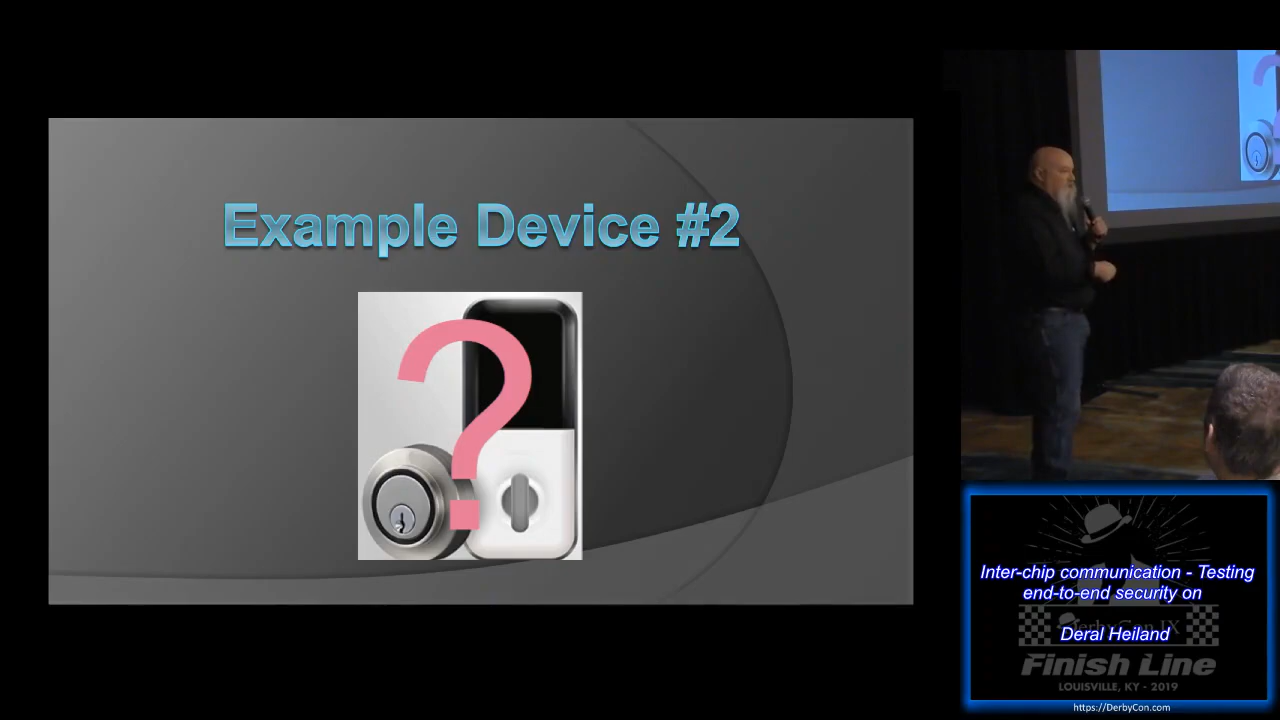 Example Device #2
?
Inter-chip communication - Testing
end-to-end security on
DerbyCon IX
Deral Heiland
Finish Line
LOUISVILLE, KY - 2019
https://DerbyCon.com